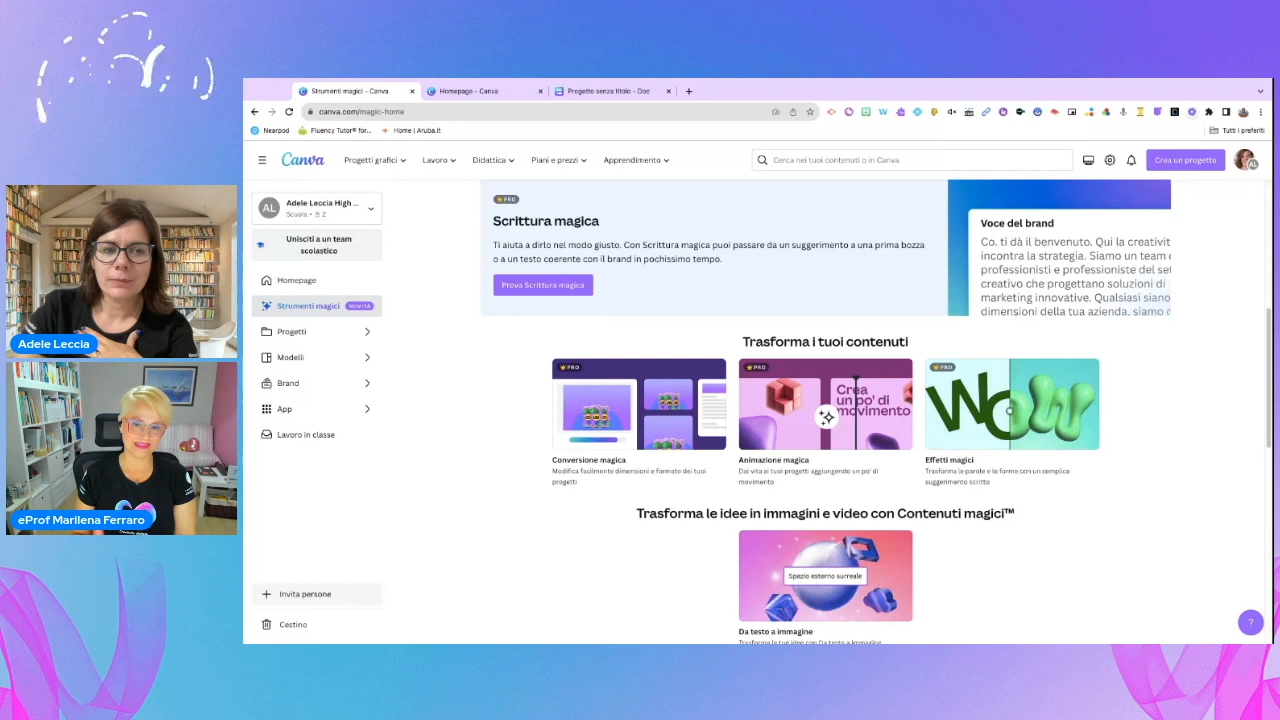 Strumenti magici - Canva
Homepage - Canva
Progetto senza titolo - Doc
canva.com/magic-home
Nearpod
Fluency Tutor® for...
Home | Aruba.it
Tutti i preferiti
Canva
Progetti grafici
Lavoro
Didattica
Piani e prezzi
Apprendimento
Cerca nei tuoi contenuti o in Canva
Crea un progetto
AL
AL
Adele Leccia High ...
Scuola • 2
Unisciti a un team
scolastico
Homepage
Strumenti magici NOVITÀ
Progetti
Modelli
Brand
App
Lavoro in classe
Invita persone
Cestino
PRO
Scrittura magica
Ti aiuta a dirlo nel modo giusto. Con Scrittura magica puoi passare da un suggerimento a una prima bozza
o a un testo coerente con il brand in pochissimo tempo.
Prova Scrittura magica
Voce del brand
Co. ti dà il benvenuto. Qui la creativit
incontra la strategia. Siamo un team
professionisti e professioniste del set
creativo che progettano soluzioni di
marketing innovative. Qualsiasi siano
dimensioni della tua azienda, siamo
Trasforma i tuoi contenuti
PRO
PRO
Crea
un po' di
movimento
PRO
WOW
Conversione magica
Modifica facilmente dimensioni e formato dei tuoi
progetti
Animazione magica
Dai vita ai tuoi progetti aggiungendo un po' di
movimento
Effetti magici
Trasforma le parole e le forme con un semplice
suggerimento scritto
Trasforma le idee in immagini e video con Contenuti magici™
Spazio esterno surreale
Da testo a immagine
Trasforma le tue idee con Da testo a immagine
?
Adele Leccia
eProf Marilena Ferraro